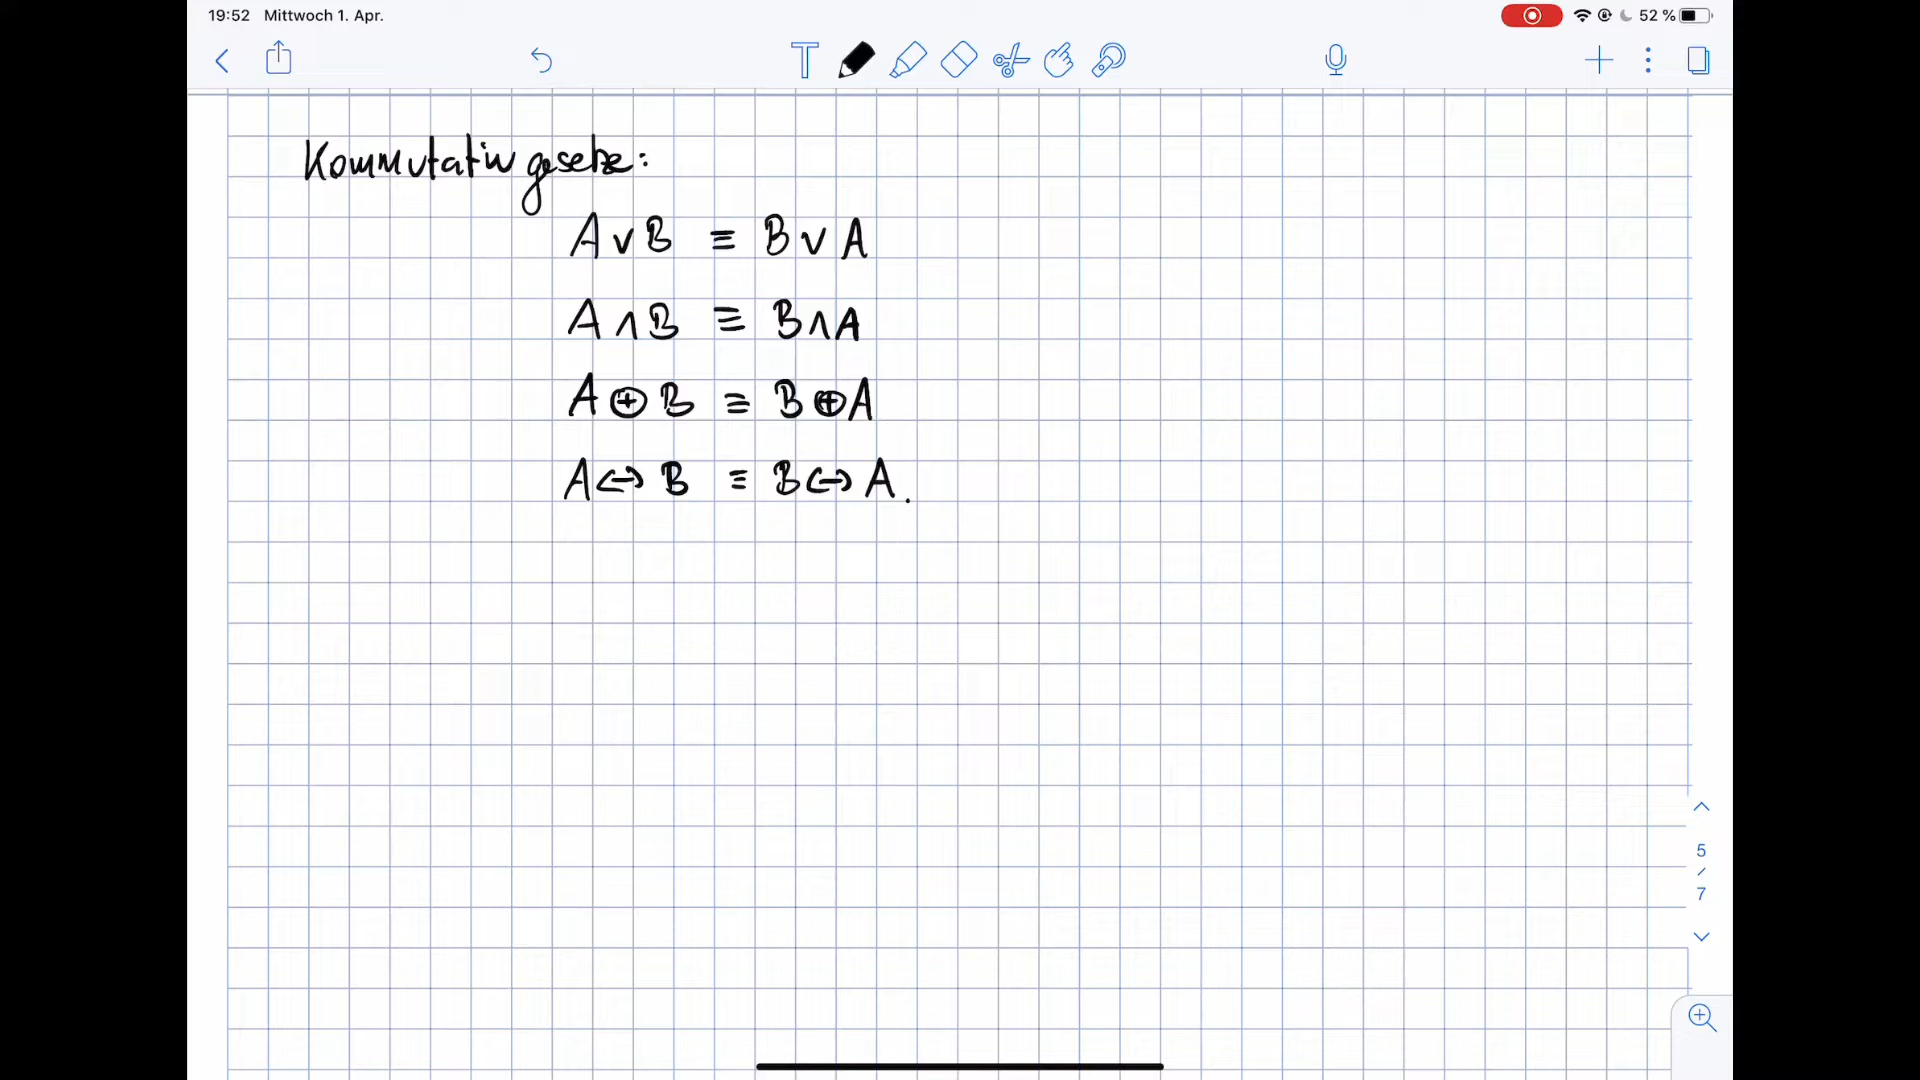 19:52 Mittwoch 1. Apr. 52 %
Kommutativgesetze:
A ∨ B ≡ B ∨ A
A ∧ B ≡ B ∧ A
A ⊕ B ≡ B ⊕ A
A ↔ B ≡ B ↔ A.
5
/
7